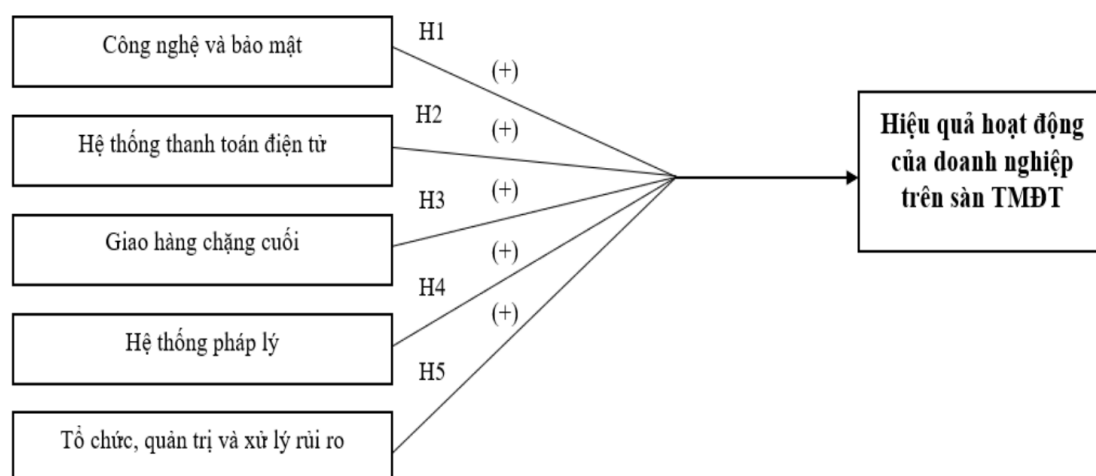 Công nghệ và bảo mật
H1
(+)
Hệ thống thanh toán điện tử
H2
(+)
Giao hàng chặng cuối
H3
(+)
Hệ thống pháp lý
H4
(+)
Tổ chức, quản trị và xử lý rủi ro
H5
(+)
Hiệu quả hoạt động
của doanh nghiệp
trên sàn TMĐT